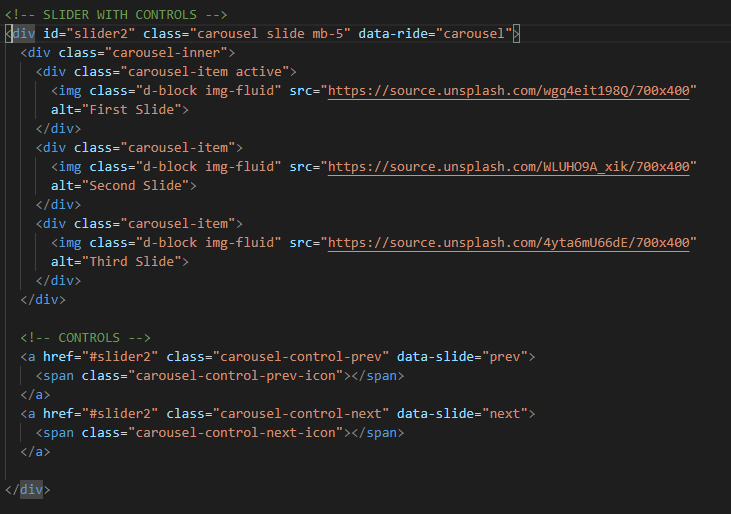 <!-- SLIDER WITH CONTROLS -->
<div id="slider2" class="carousel slide mb-5" data-ride="carousel">
<div class="carousel-inner">
<div class="carousel-item active">
<img class="d-block img-fluid" src="https://source.unsplash.com/wgq4eit198Q/700x400"
alt="First Slide">
</div>
<div class="carousel-item">
<img class="d-block img-fluid" src="https://source.unsplash.com/WLUHO9A_xik/700x400"
alt="Second Slide">
</div>
<div class="carousel-item">
<img class="d-block img-fluid" src="https://source.unsplash.com/4yta6mU66dE/700x400"
alt="Third Slide">
</div>
</div>
<!-- CONTROLS -->
<a href="#slider2" class="carousel-control-prev" data-slide="prev">
<span class="carousel-control-prev-icon"></span>
</a>
<a href="#slider2" class="carousel-control-next" data-slide="next">
<span class="carousel-control-next-icon"></span>
</a>
</div>